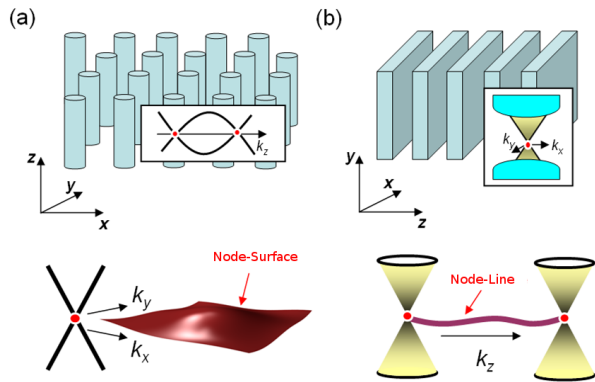 (a)
(b)
z
y
x
k_z
y
x
z
k_y
k_x
Node-Surface
k_y
k_x
Node-Line
k_z